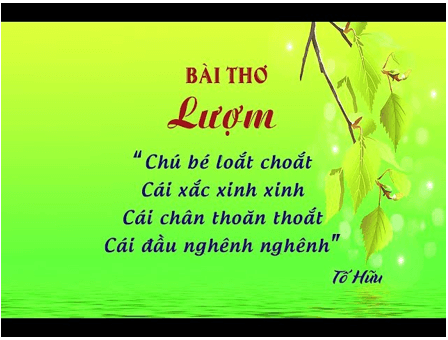 BÀI THƠ
Lượm
“Chú bé loắt choắt
Cái xắc xinh xinh
Cái chân thoăn thoắt
Cái đầu nghênh nghênh”
Tố Hữu